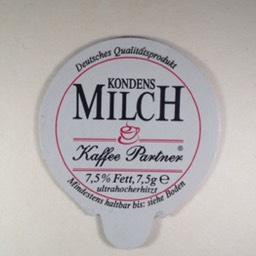 Deutsches Qualitätsprodukt
KONDENS
MILCH
Kaffee Partner®
7,5% Fett, 7,5g e
ultrahocherhitzt
Mindestens haltbar bis: siehe Boden